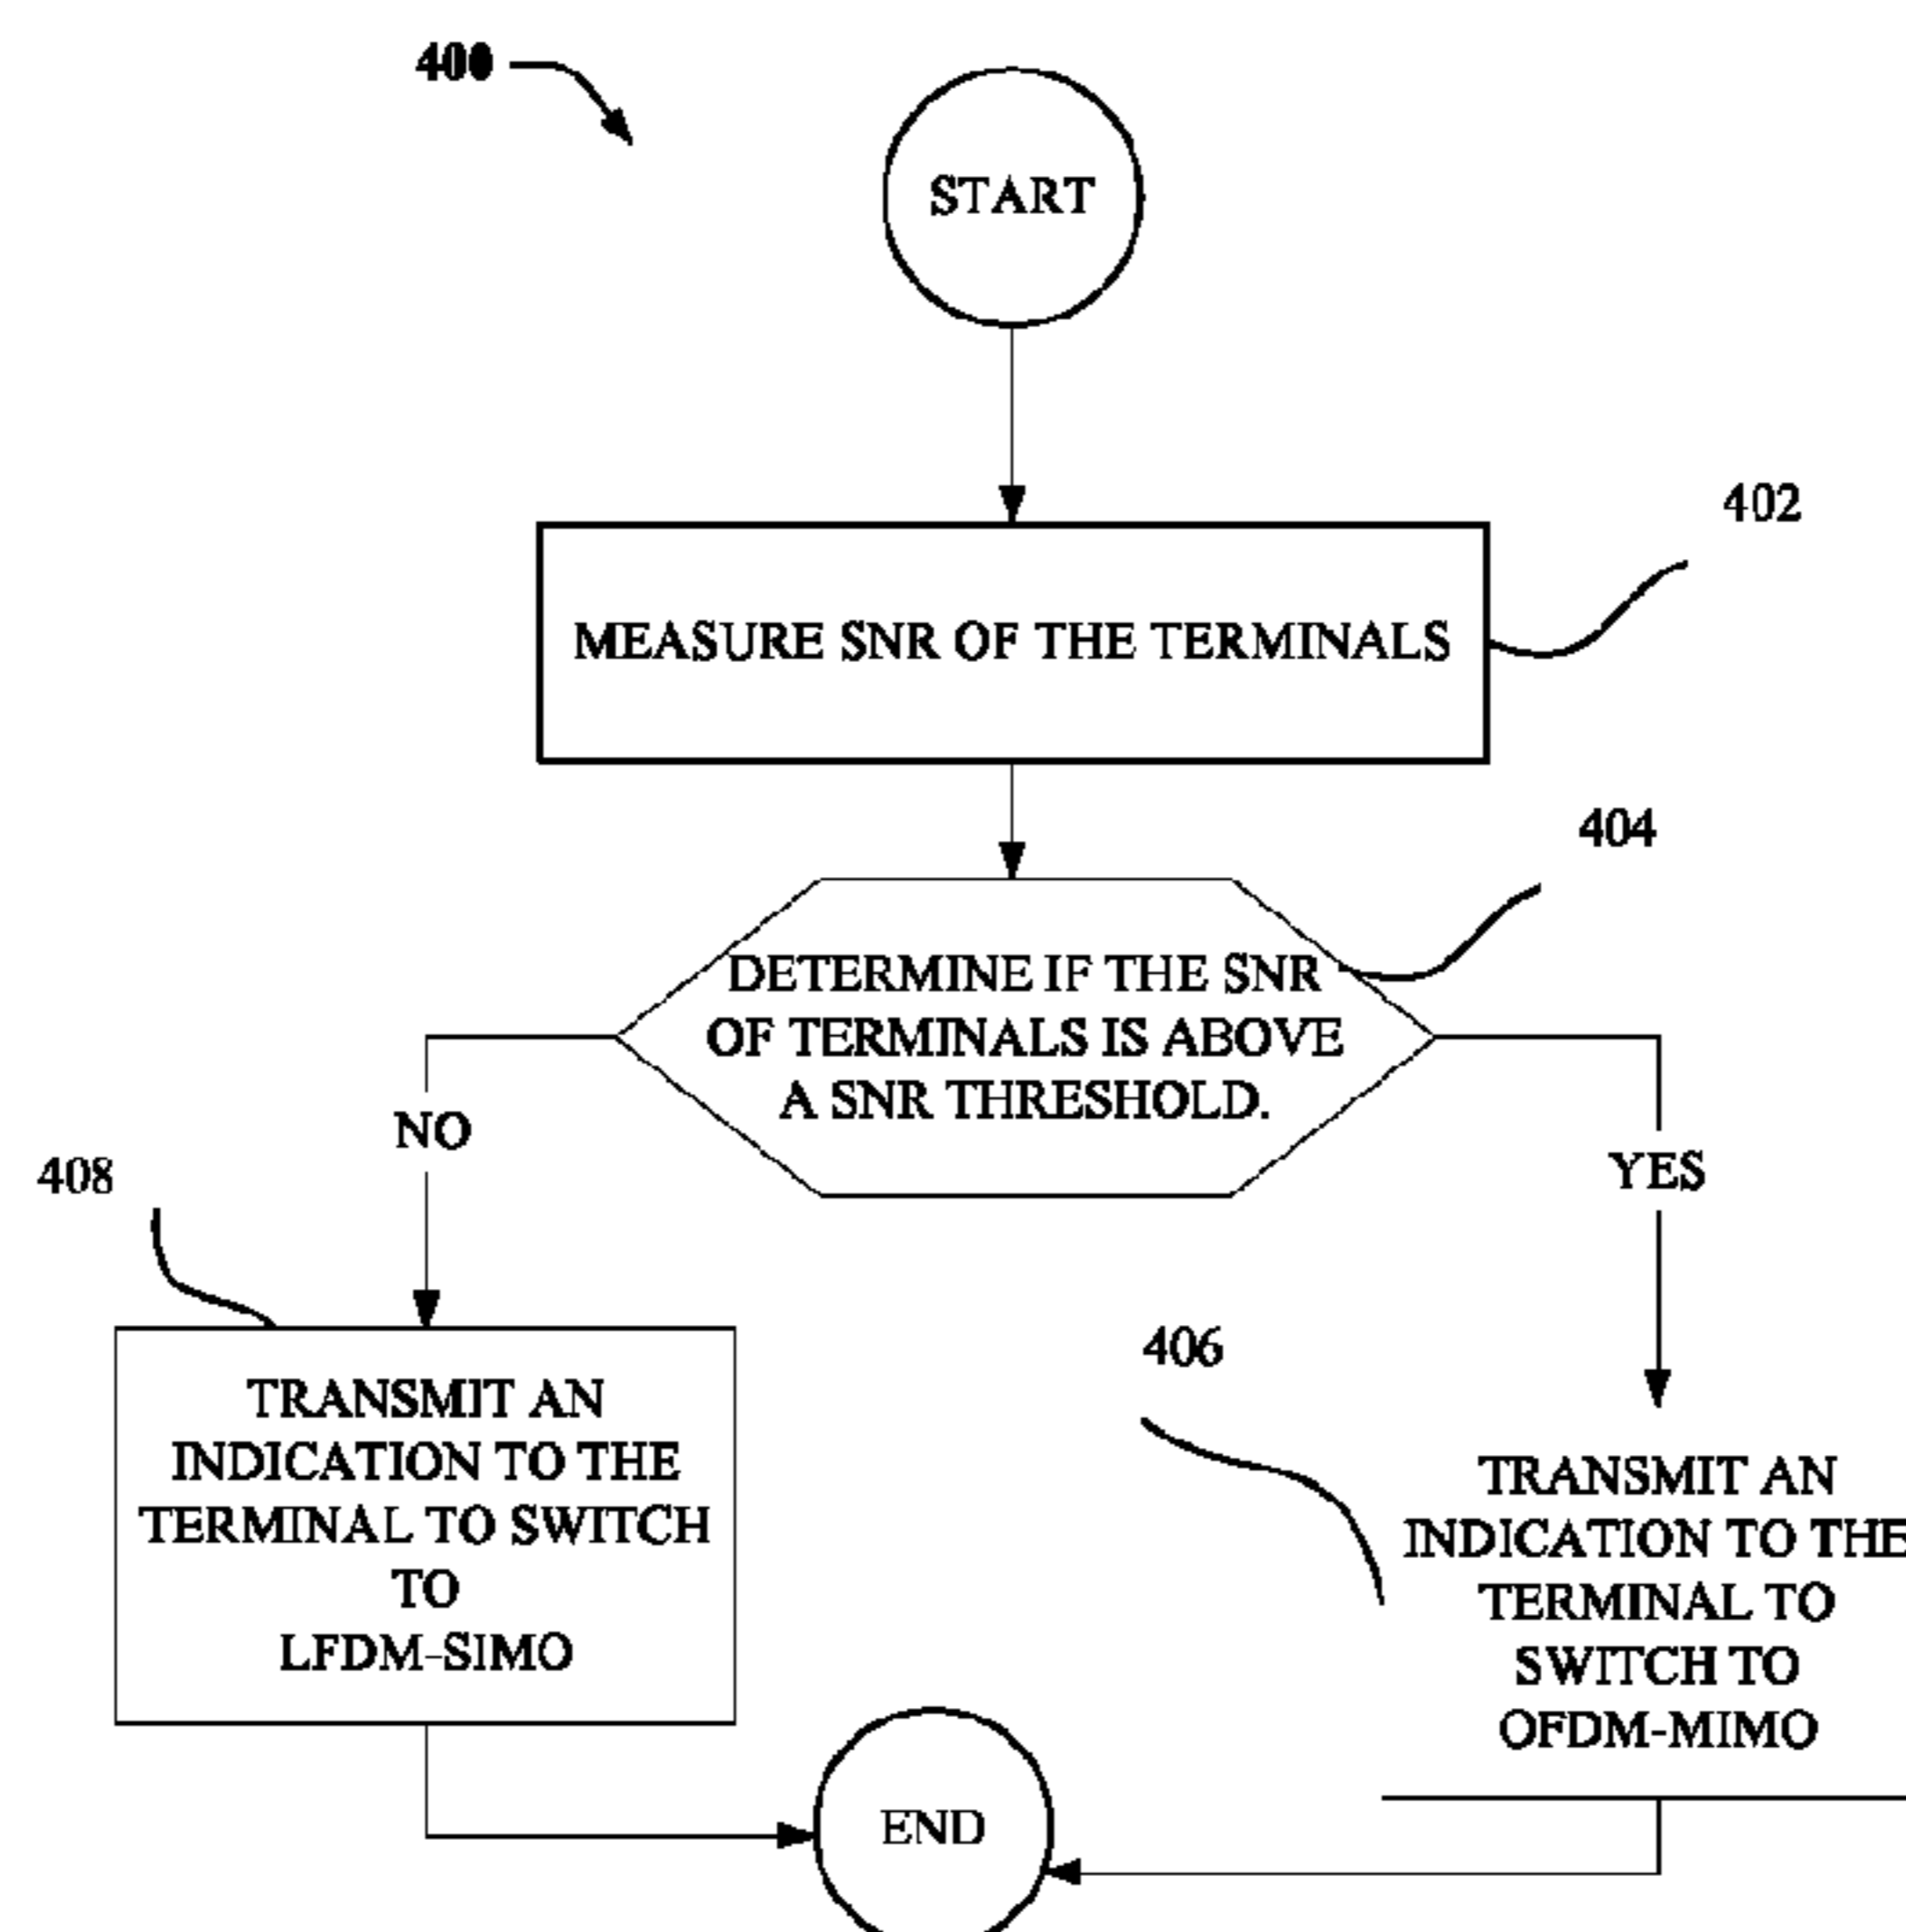 400
START
402
MEASURE SNR OF THE TERMINALS
404
DETERMINE IF THE SNR
OF TERMINALS IS ABOVE
A SNR THRESHOLD.
NO
YES
408
TRANSMIT AN
INDICATION TO THE
TERMINAL TO SWITCH
TO
LFDM-SIMO
406
TRANSMIT AN
INDICATION TO THE
TERMINAL TO
SWITCH TO
OFDM-MIMO
END